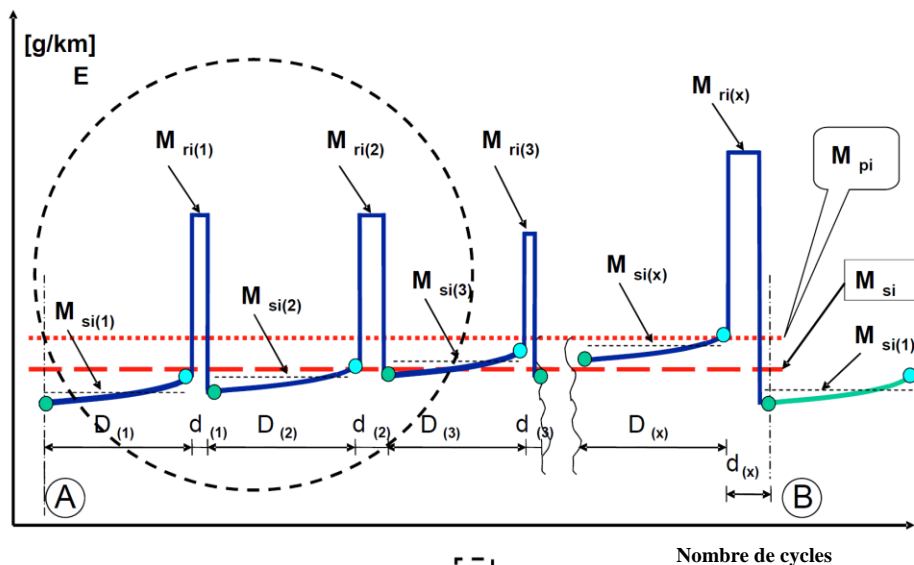 [g/km]
E
M ri(1)
M ri(2)
M ri(3)
M ri(x)
M pi
M si(1)
M si(2)
M si(3)
M si(x)
M si
M si(1)
D (1)
d (1)
D (2)
d (2)
D (3)
d (3)
D (x)
d (x)
A
B
Nombre de cycles